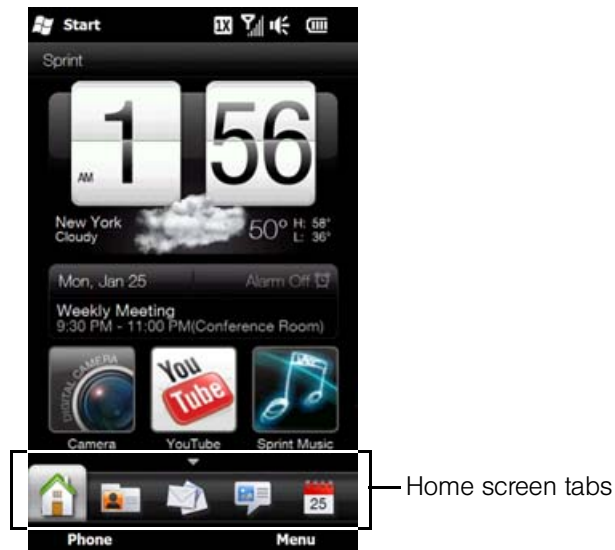 Start 1X
Sprint
1 56
AM
New York 50° H: 58°
Cloudy L: 36°
Mon, Jan 25 Alarm Off
Weekly Meeting
9:30 PM - 11:00 PM(Conference Room)
DIGITAL CAMERA You Tube
Camera YouTube Sprint Music
25 Home screen tabs
Phone Menu